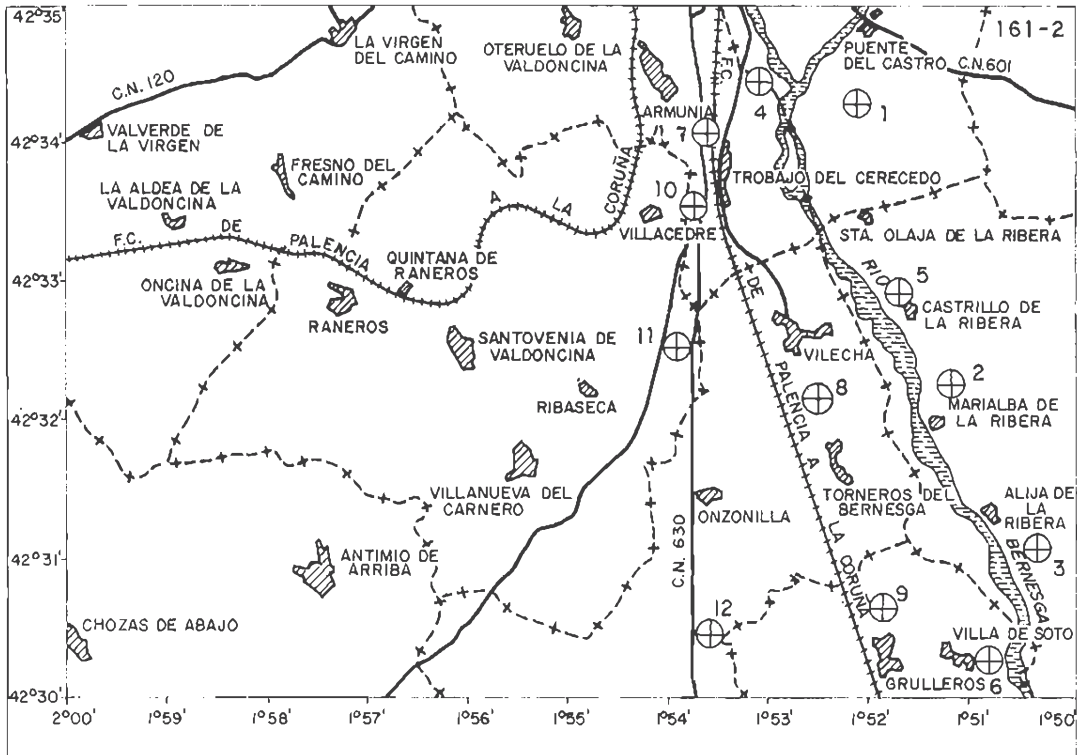 42°35'
161-2
LA VIRGEN
DEL CAMINO
OTERUELO DE LA
VALDONCINA
F.C.
PUENTE
DEL CASTRO
C.N.601
C.N. 120
4
1
ARMUNIA
7
42°34'
VALVERDE DE
LA VIRGEN
FRESNO DEL
CAMINO
LA ALDEA DE LA
VALDONCINA
CORUÑA
10
TROBAJO DEL CERECEDO
A LA
VILLACEDRE
STA. OLAJA DE LA RIBERA
F.C. DE PALENCIA
42°33'
QUINTANA DE
RANEROS
DE
RIO
5
ONCINA DE LA
VALDONCINA
RANEROS
CASTRILLO DE
LA RIBERA
SANTOVENIA DE
VALDONCINA
11
VILECHA
PALENCIA A
8
2
RIBASECA
MARIALBA DE
LA RIBERA
42°32'
VILLANUEVA DEL
CARNERO
ONZONILLA
TORNEROS DEL
BERNESGA
ALIJA DE
LA
RIBERA
C.N. 630
LA CORUÑA
BERNESGA
3
42°31'
ANTIMIO DE
ARRIBA
12
9
CHOZAS DE ABAJO
VILLA DE SOTO
GRULLEROS
6
42°30'
2°00'
1°59'
1°58'
1°57'
1°56'
1°55'
1°54'
1°53'
1°52'
1°51'
1°50'